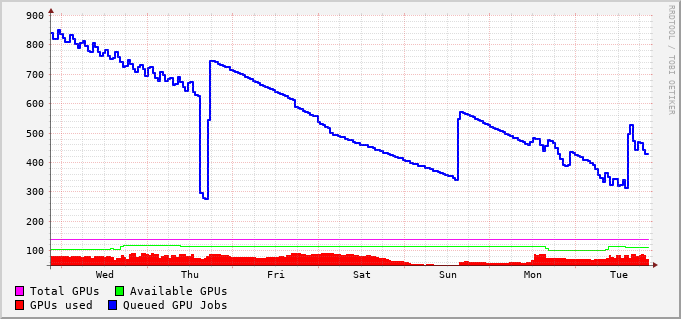 900
800
700
600
500
400
300
200
100
Wed Thu Fri Sat Sun Mon Tue
Total GPUs Available GPUs
GPUs used Queued GPU Jobs
RRDTOOL / TOBI OETIKER